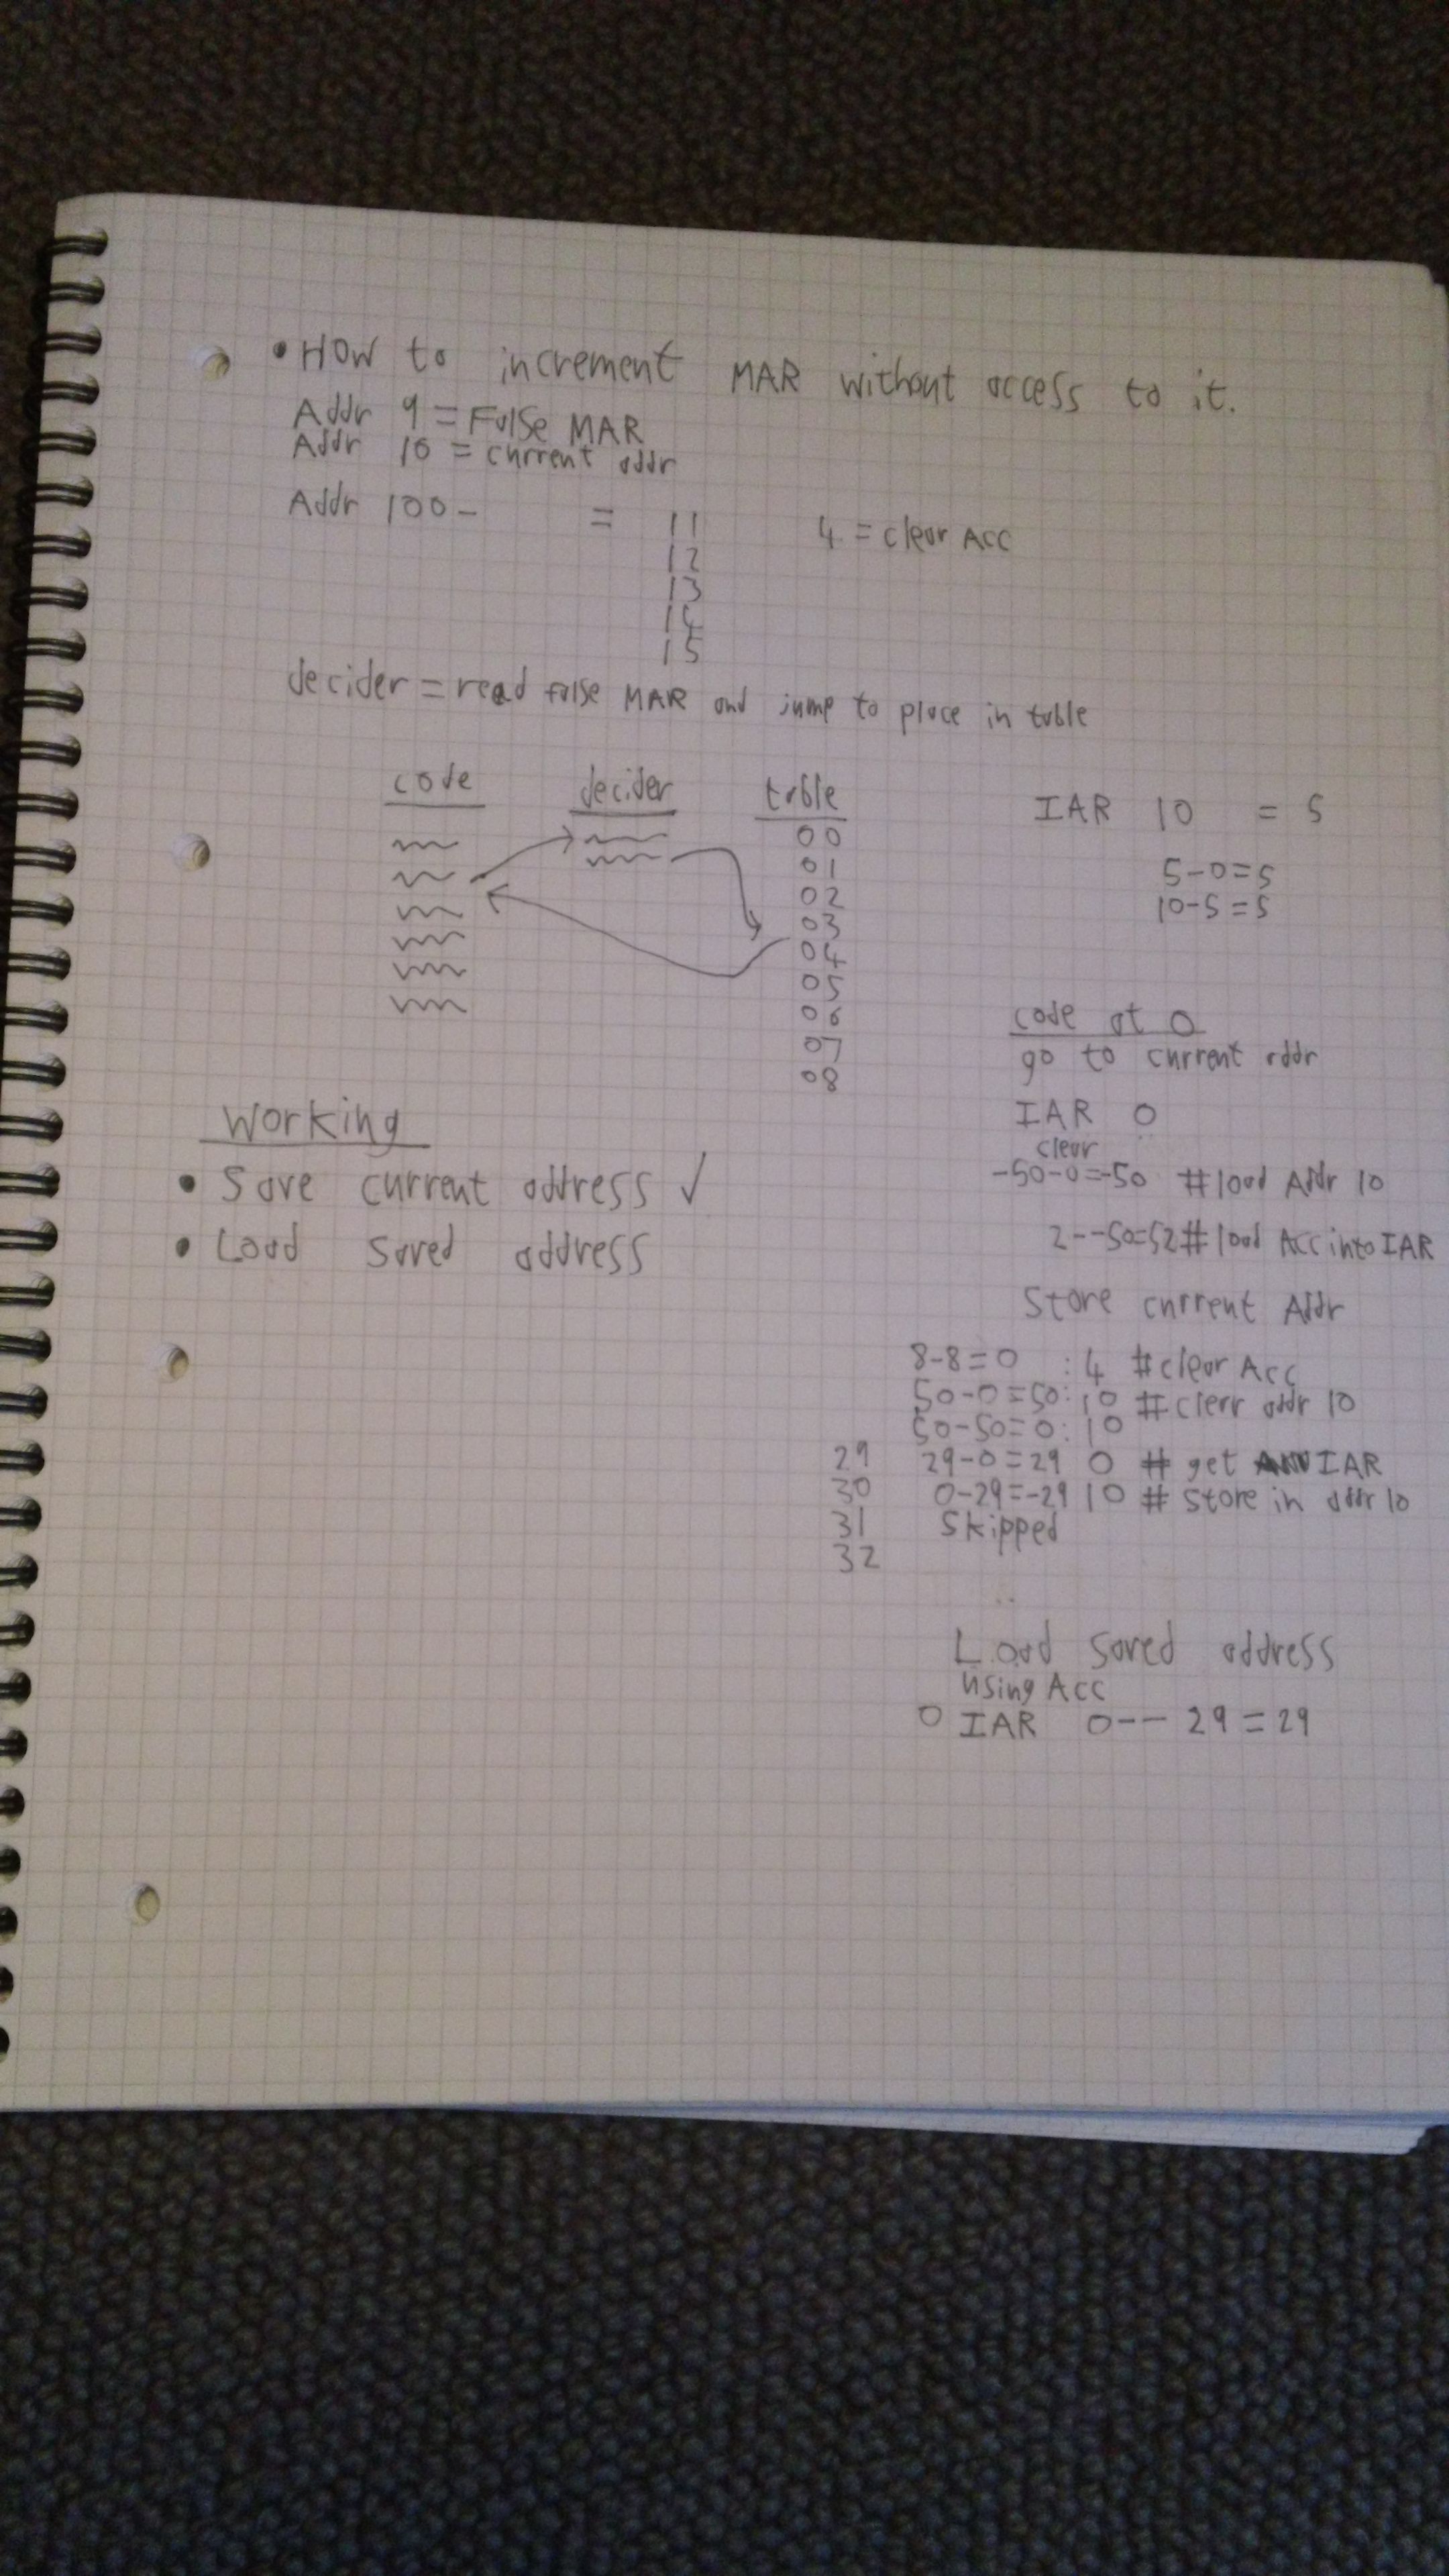 • How to increment MAR without access to it.
Addr 9 = False MAR
Addr 10 = current addr
Addr 100 - = 11
12
13
14
15
4 = clear Acc
decider = read false MAR and jump to place in table
code decider table
00
01
02
03
04
05
06
07
08
IAR 10 = 5
5-0=5
10-5=5
code at 0
go to current addr
IAR 0
clear
-50-0=-50 #load Addr 10
2--50=52# load Acc into IAR
Working
• Save current address ✓
• Load saved address
Store current Addr
8-8=0 :4 #clear Acc
50-0=50:10 #clear addr 10
50-50=0:10
29 29-0=29 0 # get IAR
30 0-29=-29 10 # store in addr 10
31 Skipped
32
Load saved address
using Acc
0 IAR 0-- 29 = 29